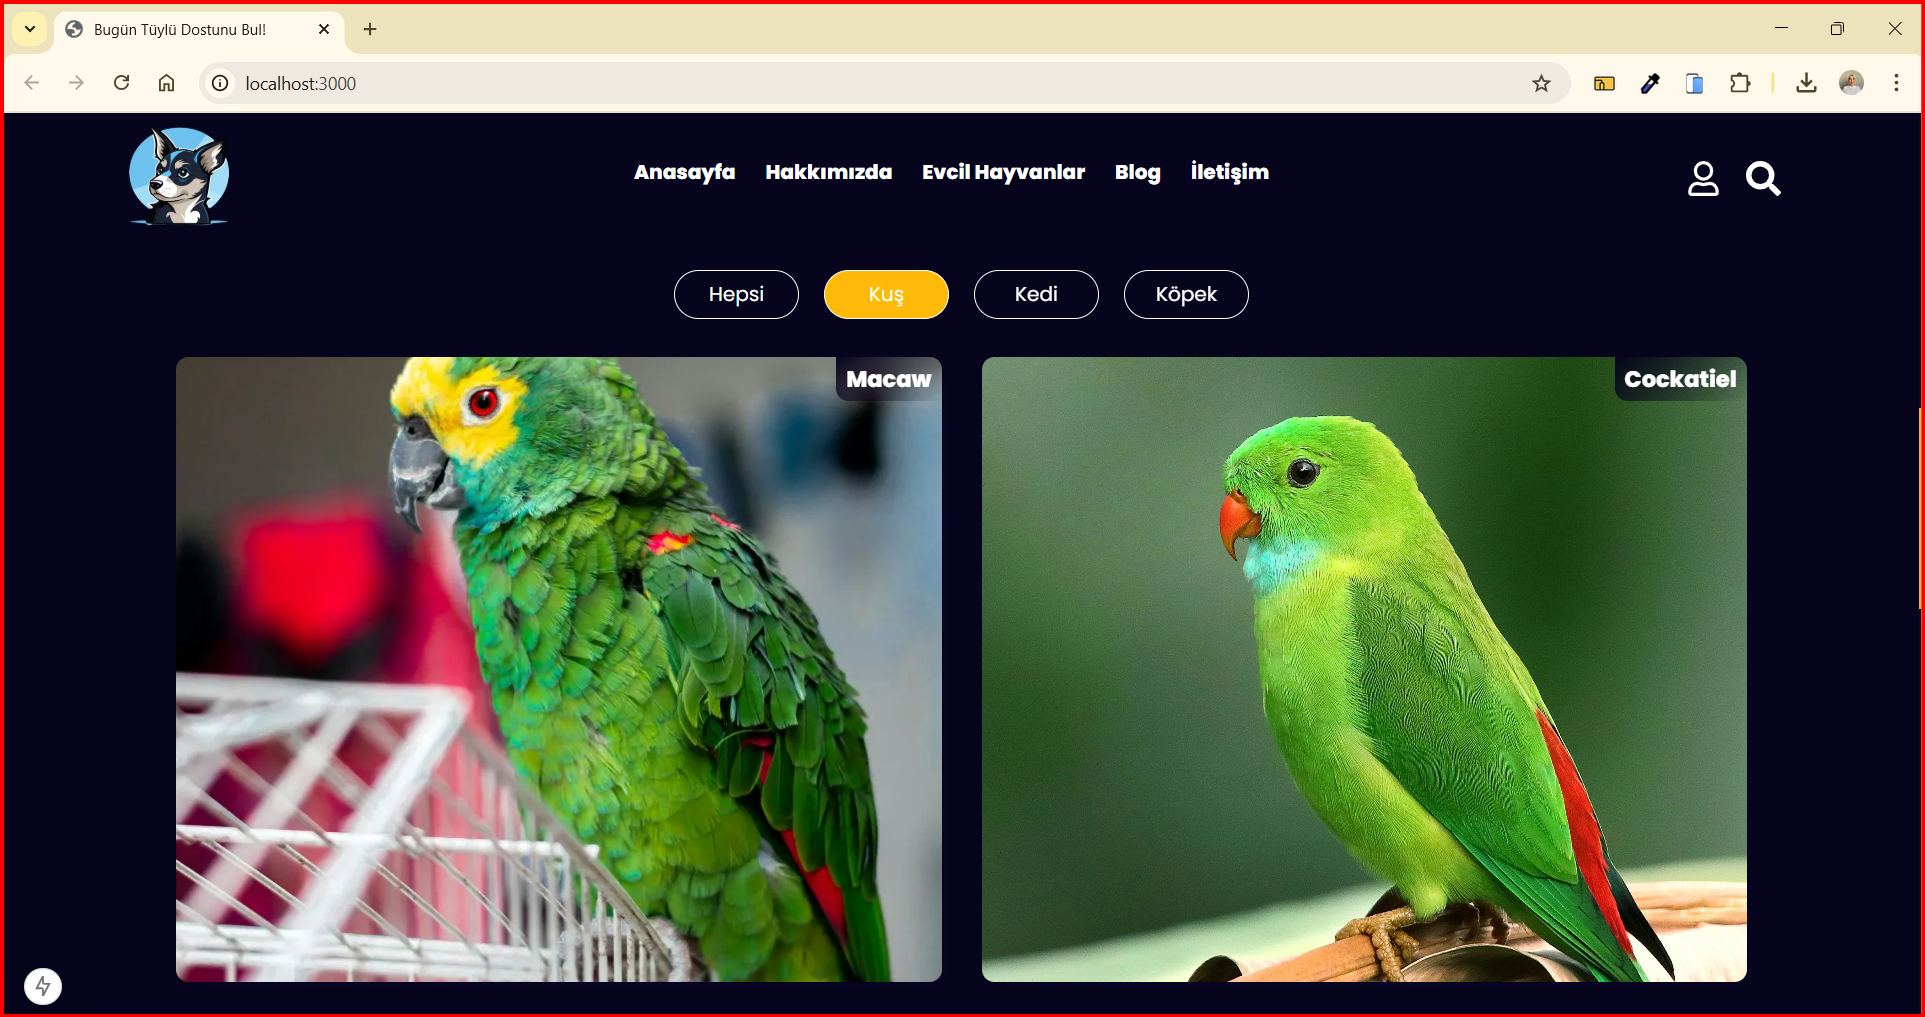 Bugün Tüylü Dostunu Bul!
localhost:3000
Anasayfa Hakkımızda Evcil Hayvanlar Blog İletişim
Hepsi Kuş Kedi Köpek
Macaw
Cockatiel